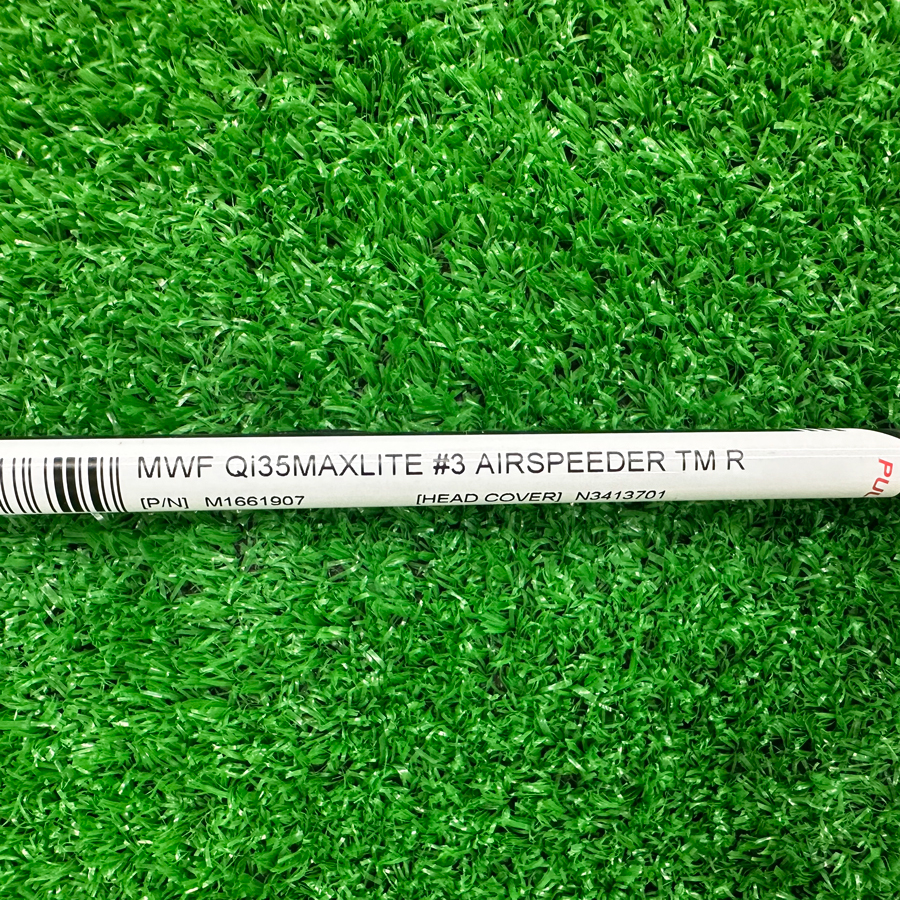 MWF Qi35MAXLITE #3 AIRSPEEDER TM R
[P/N] M1661907 [HEAD COVER] N3413701